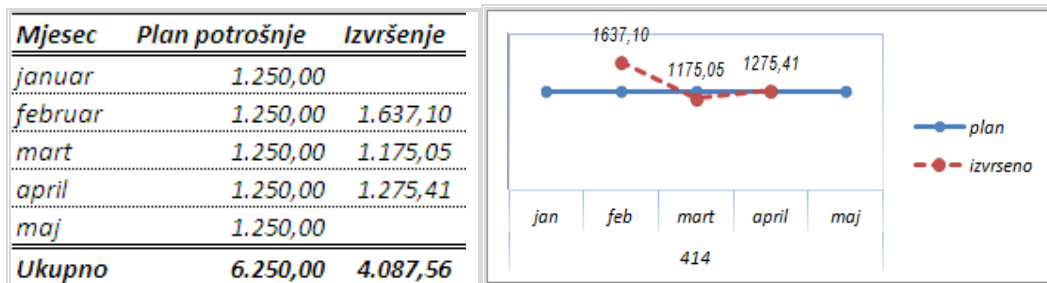 Mjesec Plan potrošnje Izvršenje
januar 1.250,00
februar 1.250,00 1.637,10
mart 1.250,00 1.175,05
april 1.250,00 1.275,41
maj 1.250,00
Ukupno 6.250,00 4.087,56
1637,10
1175,05 1275,41
plan
izvrseno
jan feb mart april maj
414